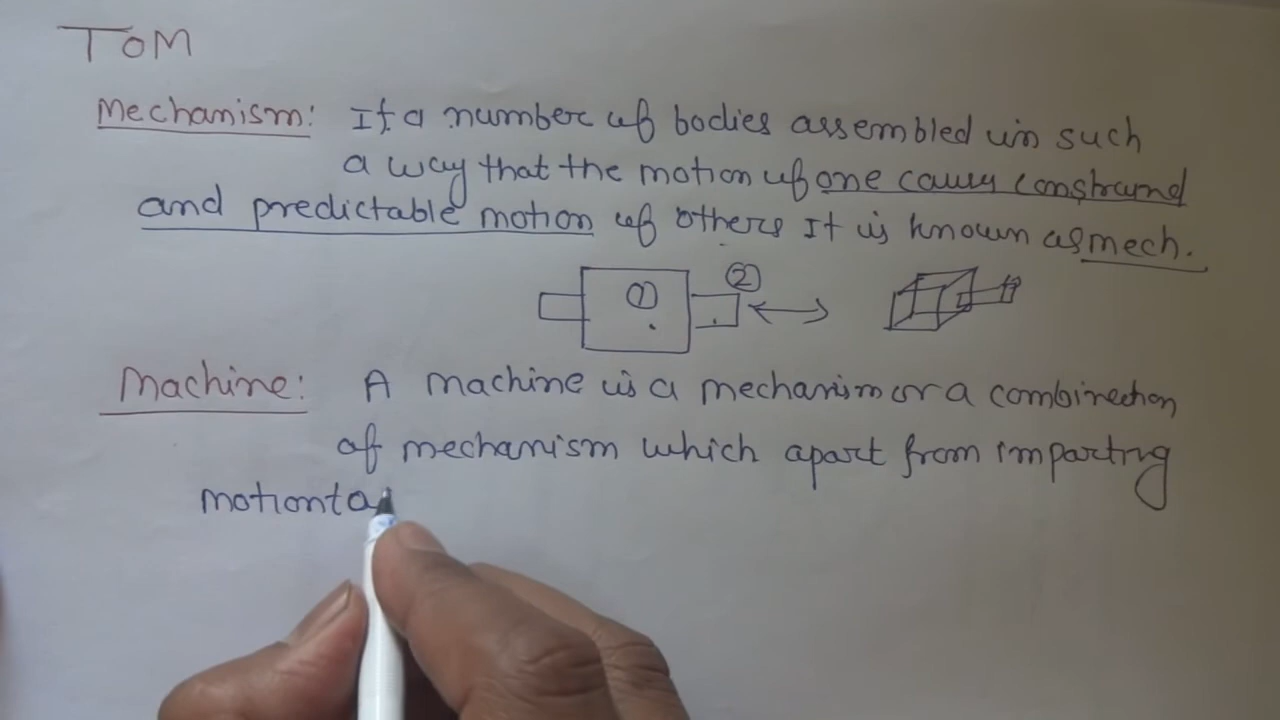 TOM
Mechanism: If a number of bodies assembled in such
a way that the motion of one causes constrained
and predictable motion of others It is known as mech.
① ②
Machine: A machine is a mechanism or a combination
of mechanism which apart from imparting
motion to